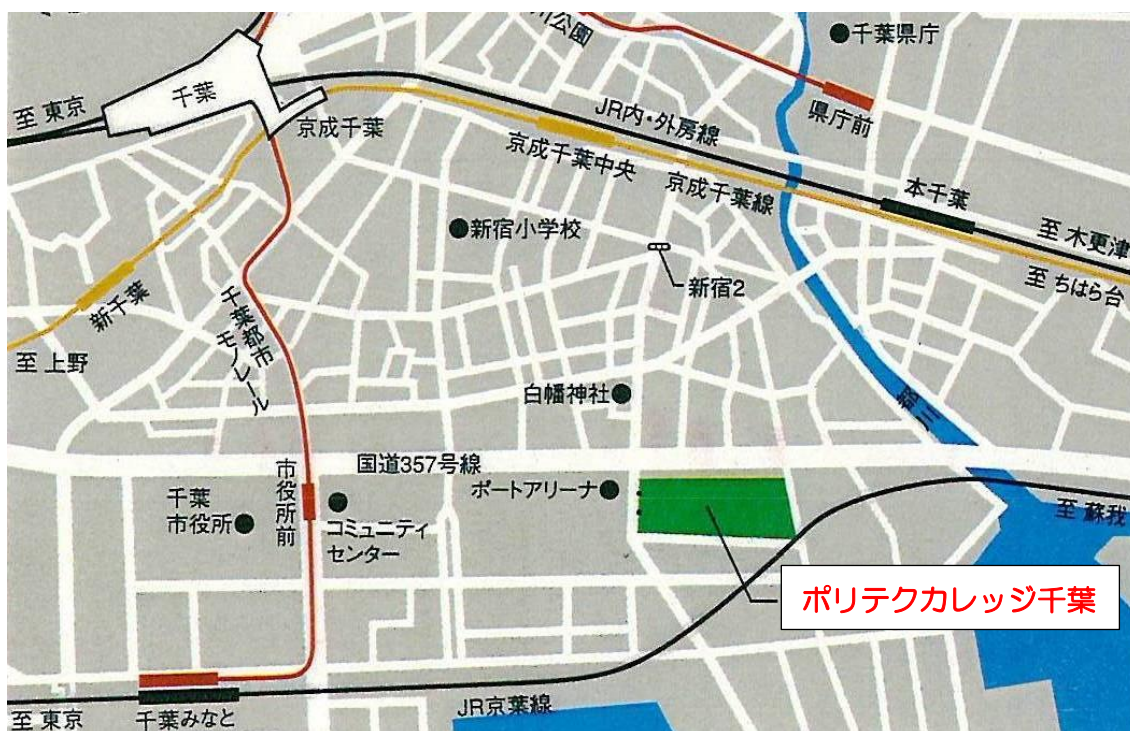 川公園
千葉県庁
千葉
至 東京
京成千葉
JR内・外房線
県庁前
京成千葉中央
京成千葉線
本千葉
至 木更津
新宿小学校
新宿2
至 ちはら台
新千葉
千葉都市
モノレール
至 上野
白幡神社
国道357号線
市役所前
千葉
市役所
コミュニティ
センター
ポートアリーナ
至 蘇我
ポリテクカレッジ千葉
至 東京
千葉みなと
JR京葉線